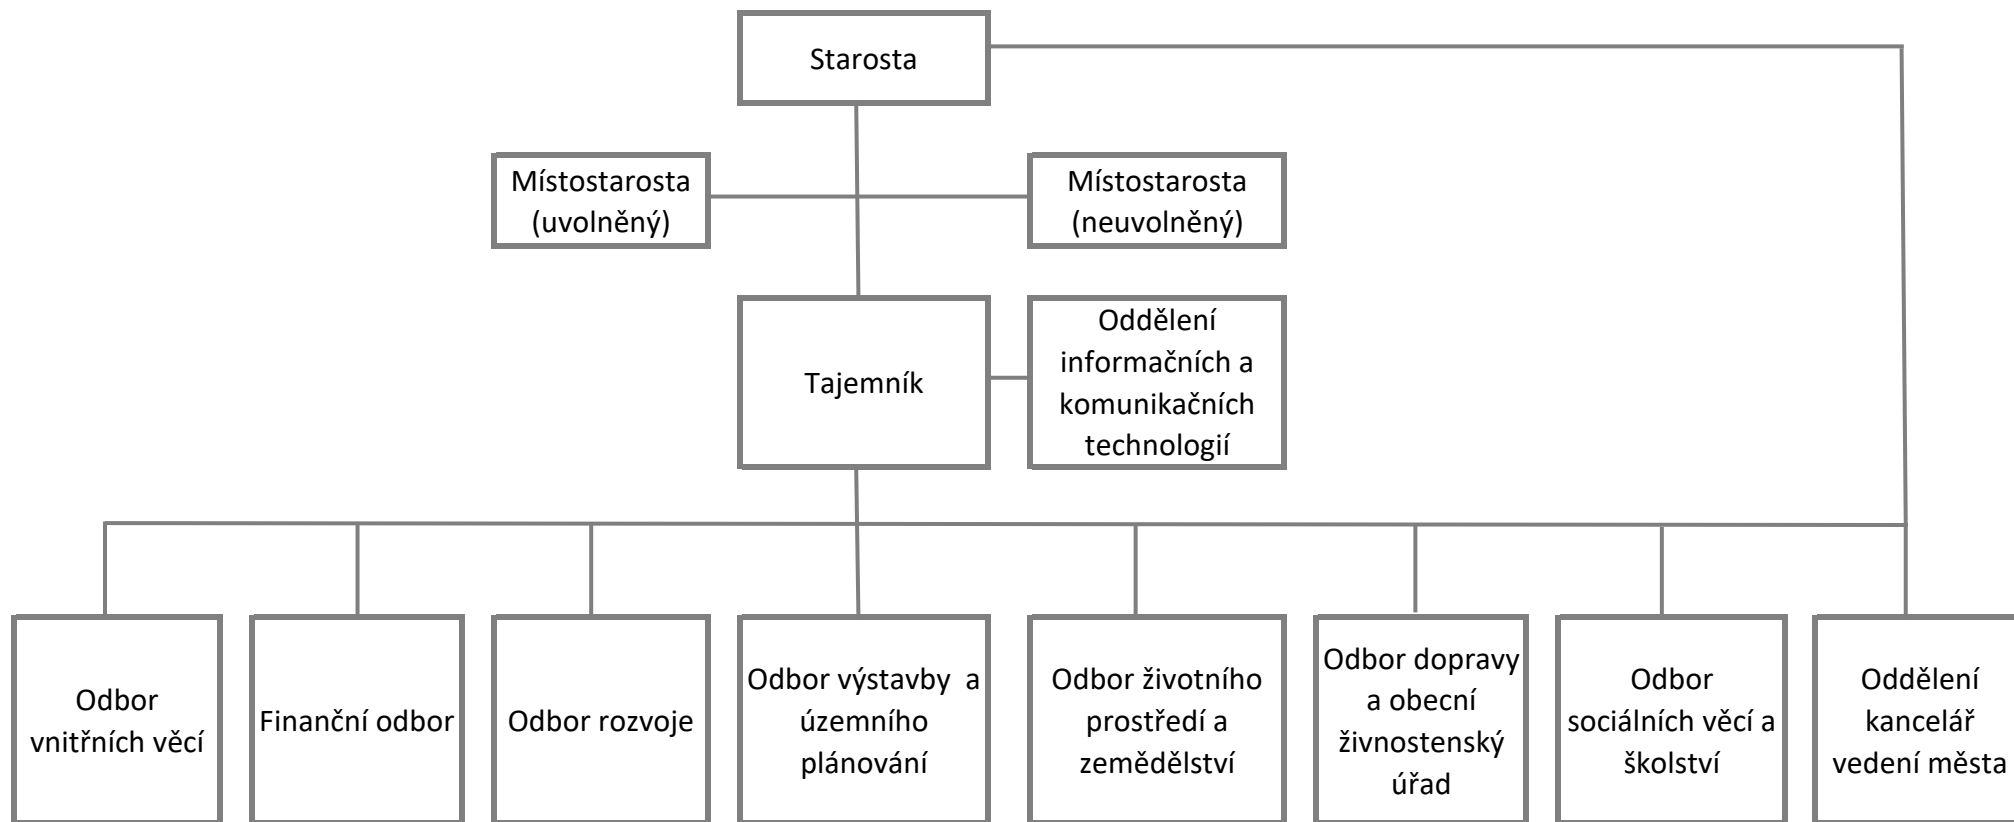 Starosta
Místostarosta
(uvolněný)
Místostarosta
(neuvolněný)
Tajemník
Oddělení
informačních a
komunikačních
technologií
Odbor
vnitřních věcí
Finanční odbor
Odbor rozvoje
Odbor výstavby  a
územního
plánování
Odbor životního
prostředí a
zemědělství
Odbor dopravy
a obecní
živnostenský
úřad
Odbor
sociálních věcí a
školství
Oddělení
kancelář
vedení města